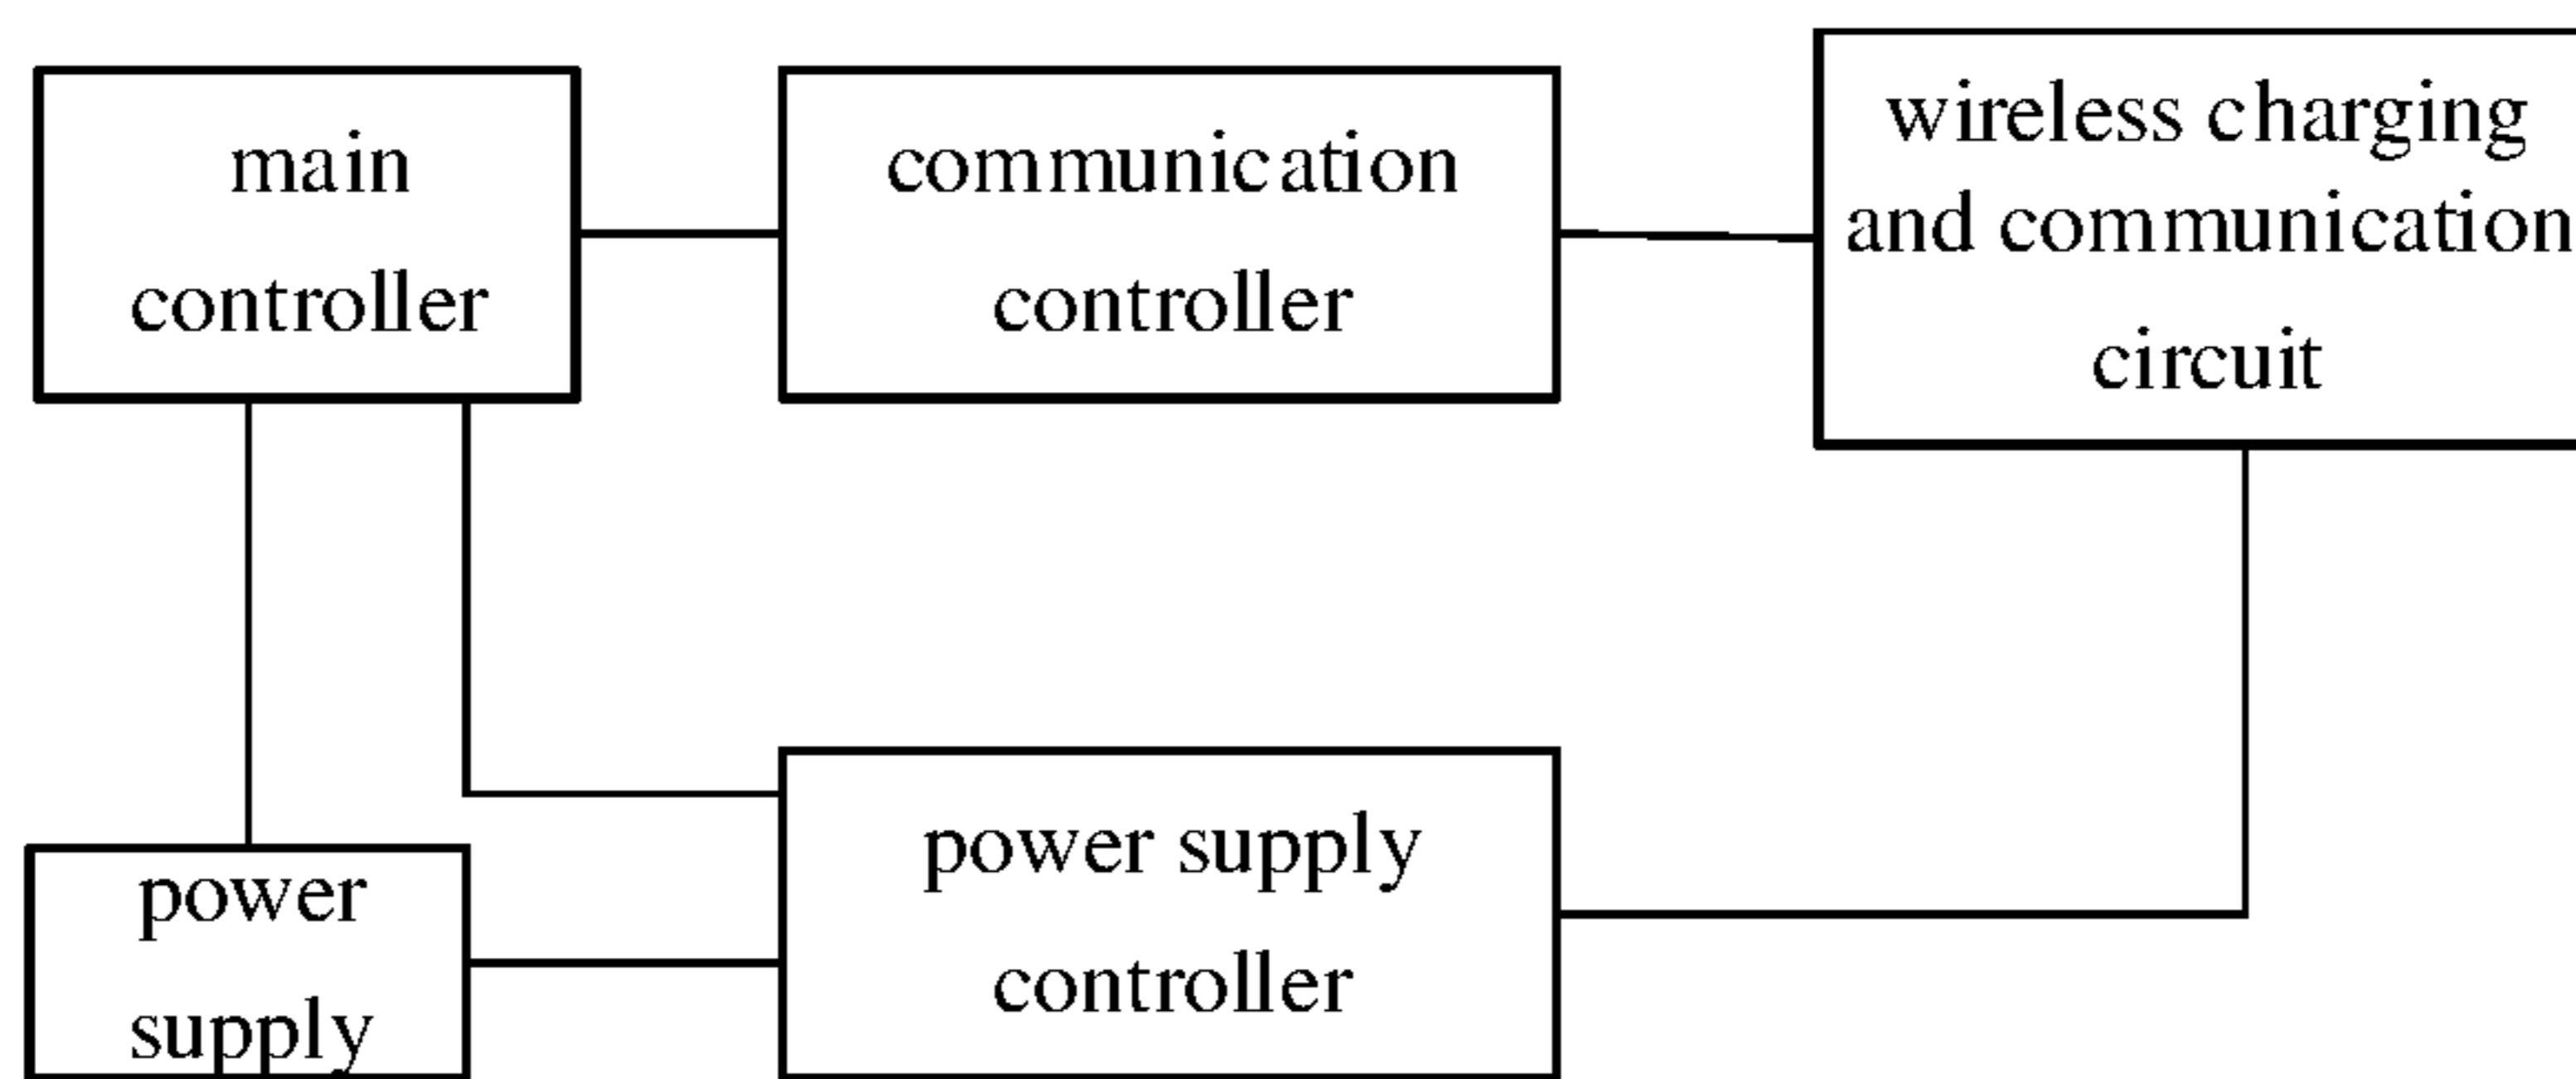 main
controller
communication
controller
wireless charging
and communication
circuit
power
supply
power supply
controller